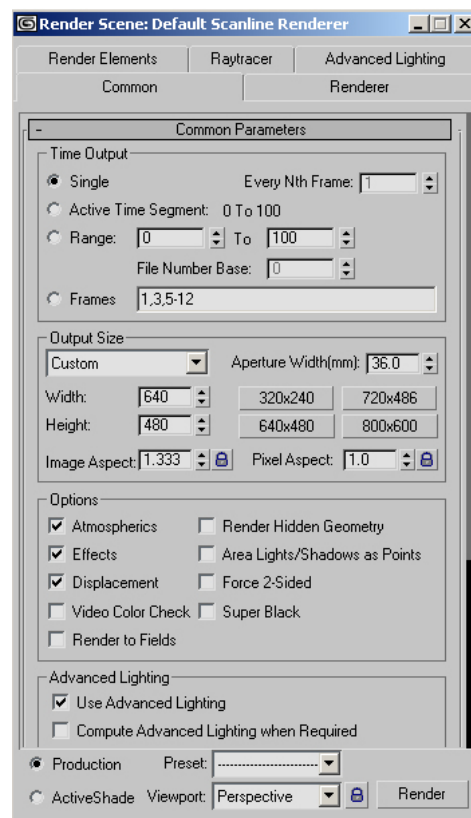 Render Scene: Default Scanline Renderer
Render Elements Raytracer Advanced Lighting
Common Renderer
- Common Parameters
Time Output
Single Every Nth Frame: 1
Active Time Segment: 0 To 100
Range: 0 To 100
File Number Base: 0
Frames 1,3,5-12
Output Size
Custom Aperture Width(mm): 36.0
Width: 640 320x240 720x486
Height: 480 640x480 800x600
Image Aspect: 1.333 Pixel Aspect: 1.0
Options
Atmospherics Render Hidden Geometry
Effects Area Lights/Shadows as Points
Displacement Force 2-Sided
Video Color Check Super Black
Render to Fields
Advanced Lighting
Use Advanced Lighting
Compute Advanced Lighting when Required
Production Preset: -------------------------
ActiveShade Viewport: Perspective Render